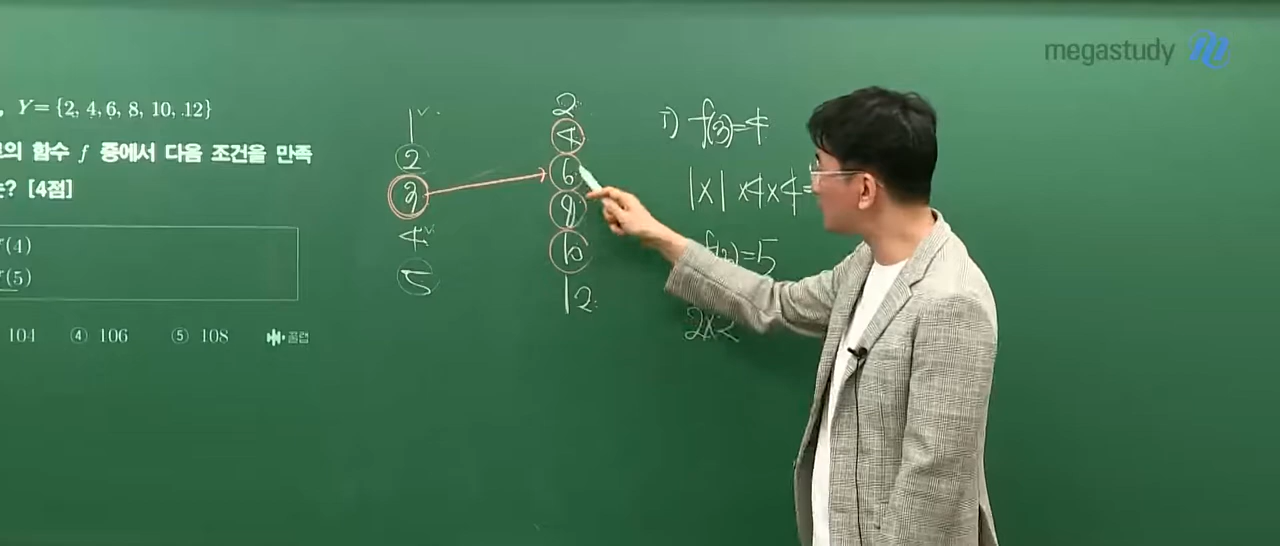 megastudy
, Y = {2, 4, 6, 8, 10, 12}
의 함수 f 중에서 다음 조건을 만족
? [4점]
(4)
(5)
104 ④ 106 ⑤ 108
1
2
3
4
5
2
4
6
8
10
12
I) f(3)=4
1×1×4×4=
=5
2×2